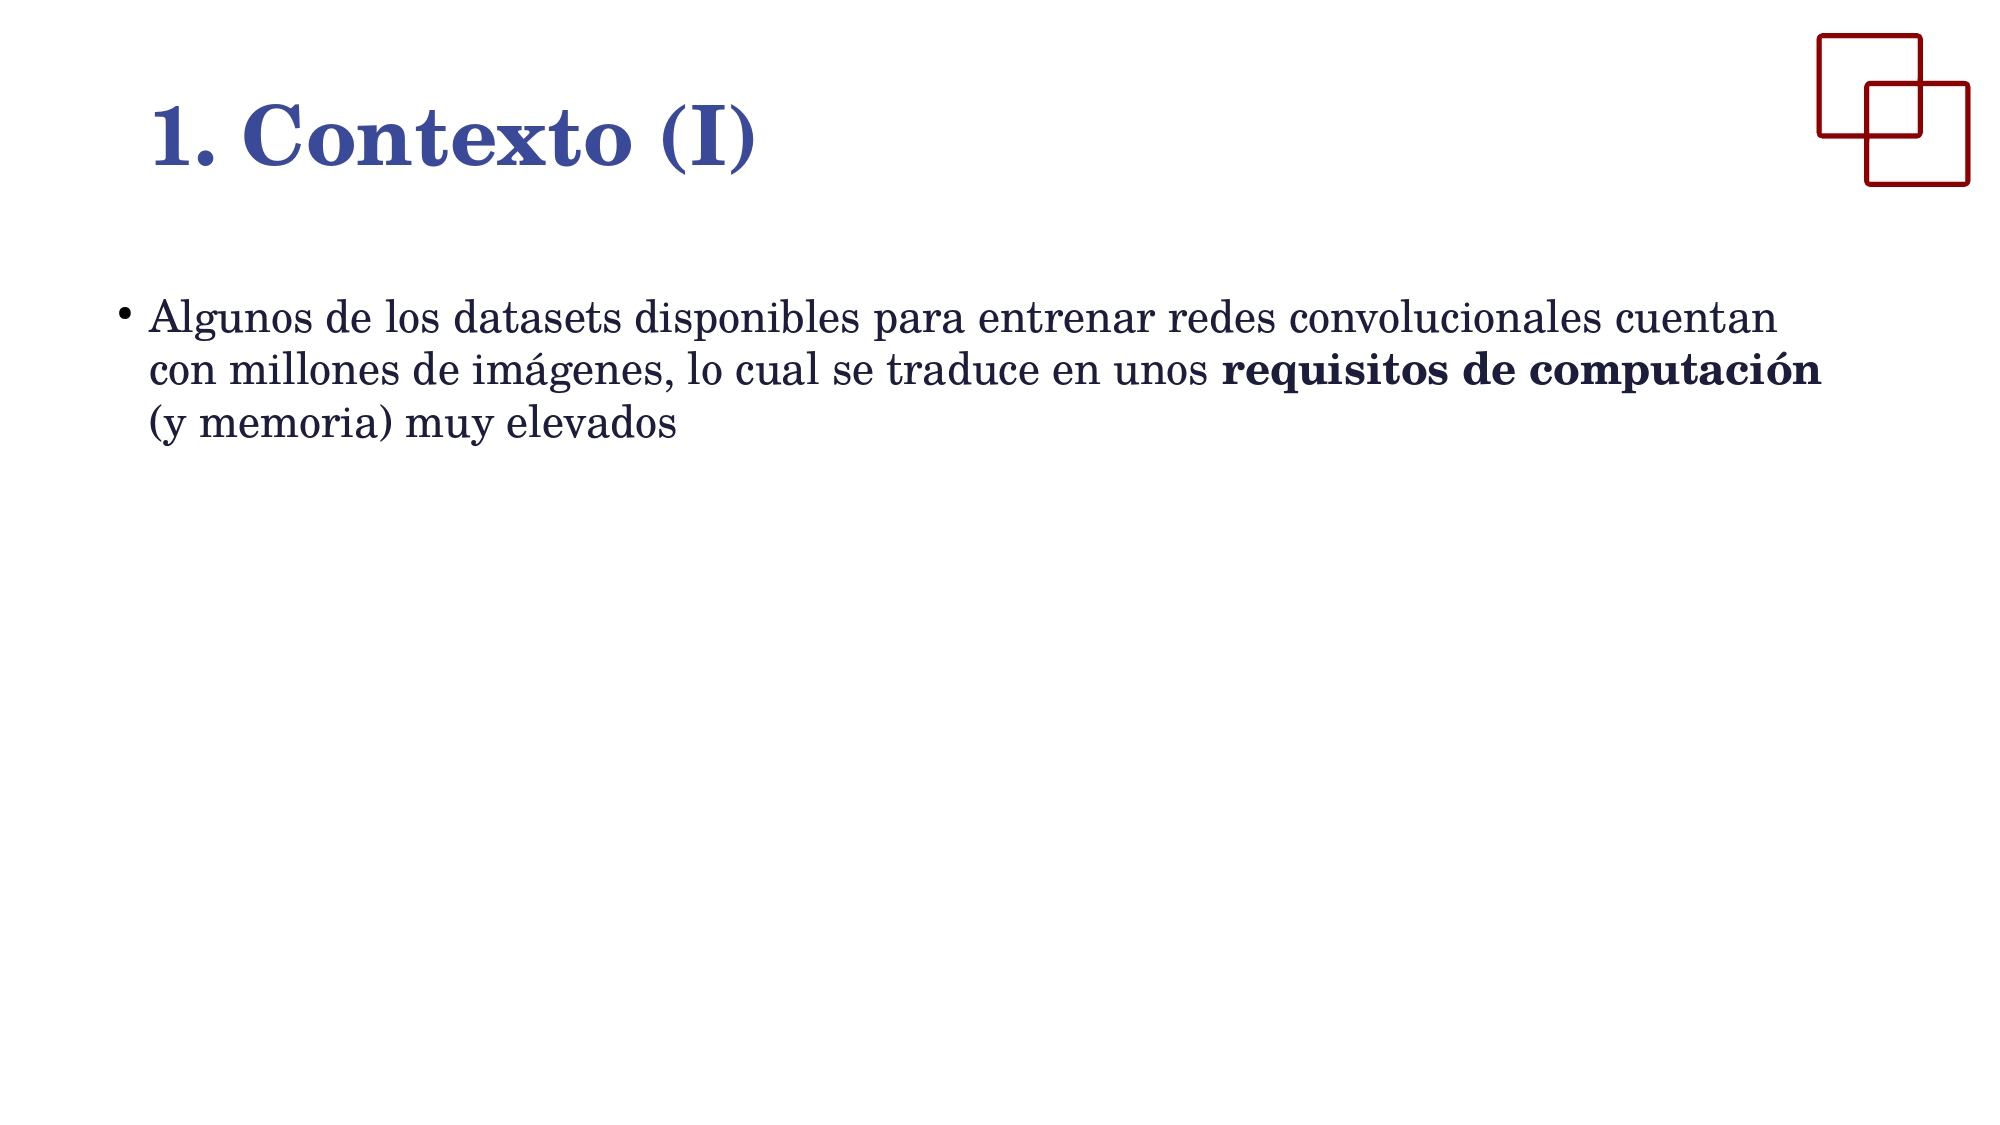 1. Contexto (I)
• Algunos de los datasets disponibles para entrenar redes convolucionales cuentan
con millones de imágenes, lo cual se traduce en unos requisitos de computación
(y memoria) muy elevados